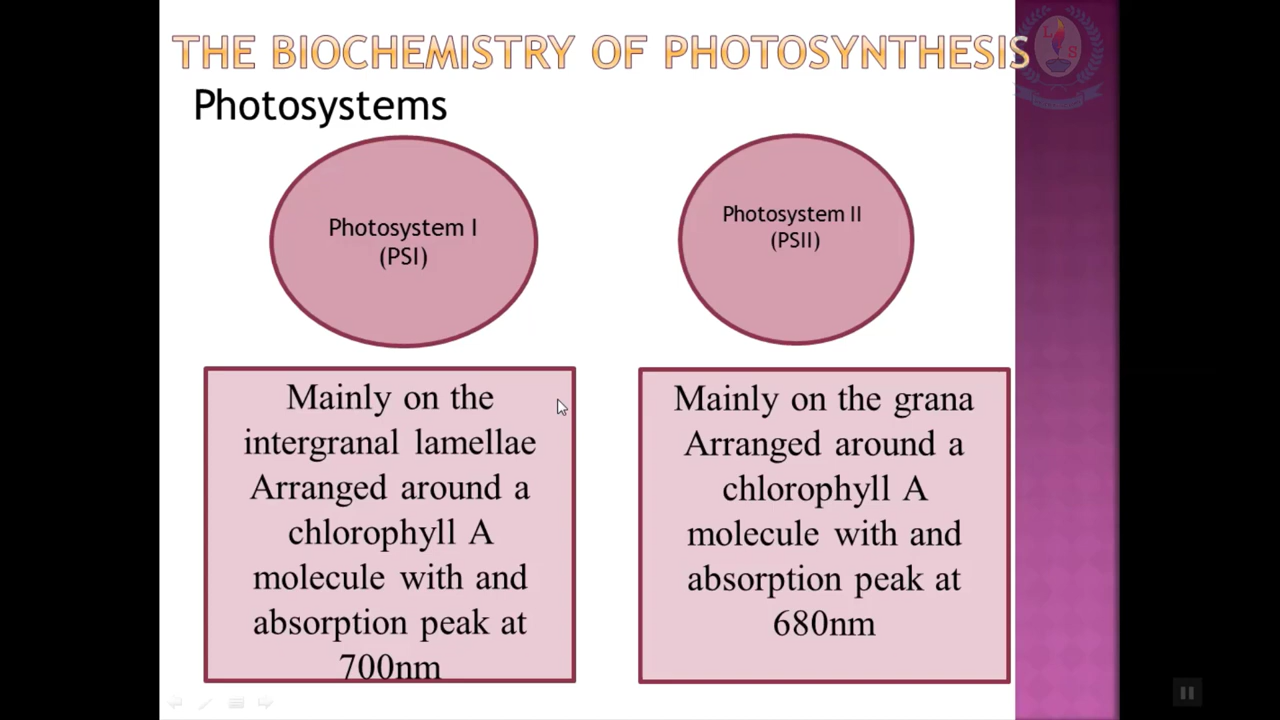 THE BIOCHEMISTRY OF PHOTOSYNTHESIS
L
S
Photosystems
Photosystem I
(PSI)
Photosystem II
(PSII)
Mainly on the
intergranal lamellae
Arranged around a
chlorophyll A
molecule with and
absorption peak at
700nm
Mainly on the grana
Arranged around a
chlorophyll A
molecule with and
absorption peak at
680nm